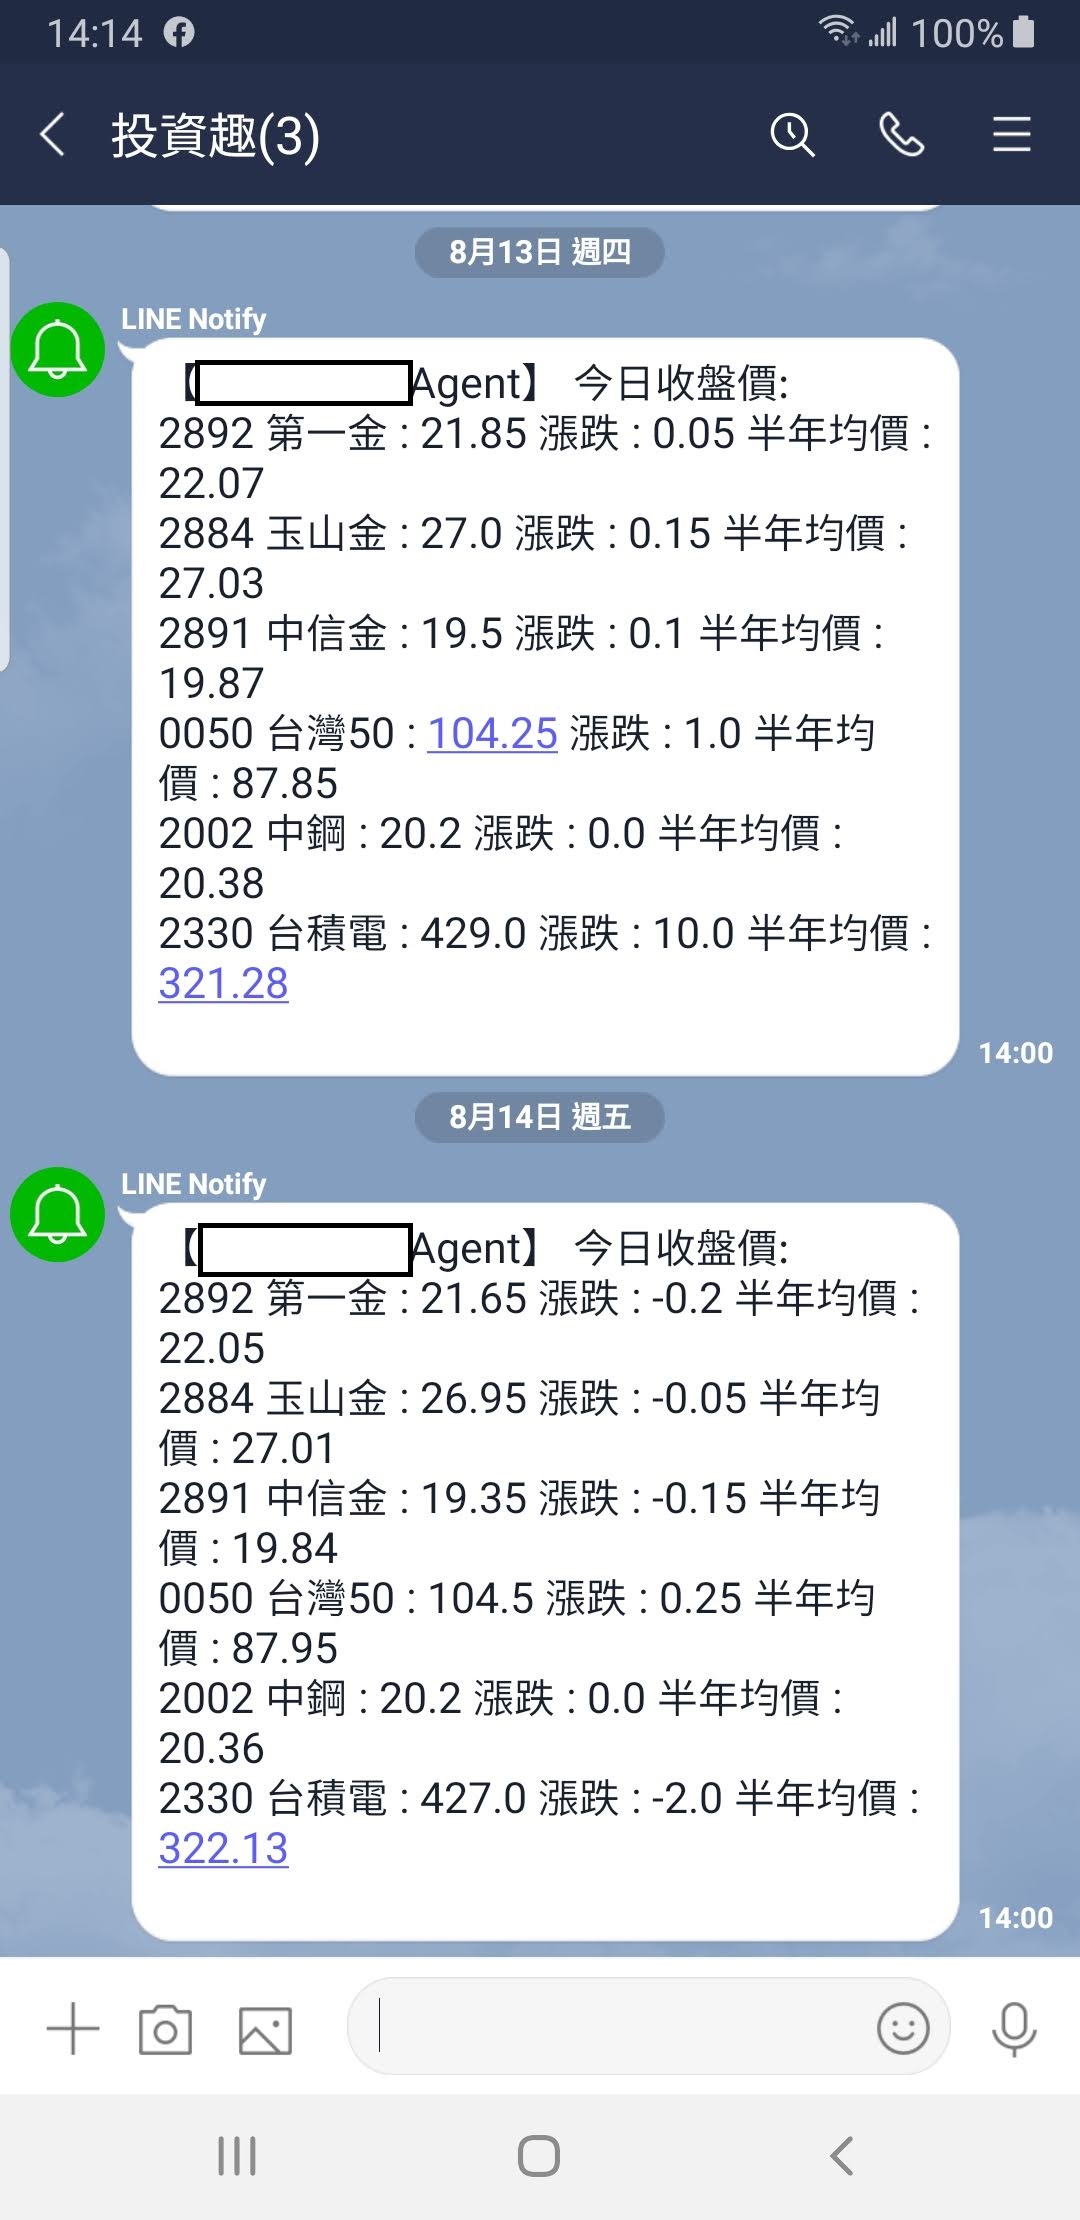 14:14 100%
投資趣(3)
8月13日 週四
LINE Notify
【 Agent】 今日收盤價:
2892 第一金 : 21.85 漲跌 : 0.05 半年均價 :
22.07
2884 玉山金 : 27.0 漲跌 : 0.15 半年均價 :
27.03
2891 中信金 : 19.5 漲跌 : 0.1 半年均價 :
19.87
0050 台灣50 : 104.25 漲跌 : 1.0 半年均
價 : 87.85
2002 中鋼 : 20.2 漲跌 : 0.0 半年均價 :
20.38
2330 台積電 : 429.0 漲跌 : 10.0 半年均價 :
321.28
14:00
8月14日 週五
LINE Notify
【 Agent】 今日收盤價:
2892 第一金 : 21.65 漲跌 : -0.2 半年均價 :
22.05
2884 玉山金 : 26.95 漲跌 : -0.05 半年均
價 : 27.01
2891 中信金 : 19.35 漲跌 : -0.15 半年均
價 : 19.84
0050 台灣50 : 104.5 漲跌 : 0.25 半年均
價 : 87.95
2002 中鋼 : 20.2 漲跌 : 0.0 半年均價 :
20.36
2330 台積電 : 427.0 漲跌 : -2.0 半年均價 :
322.13
14:00